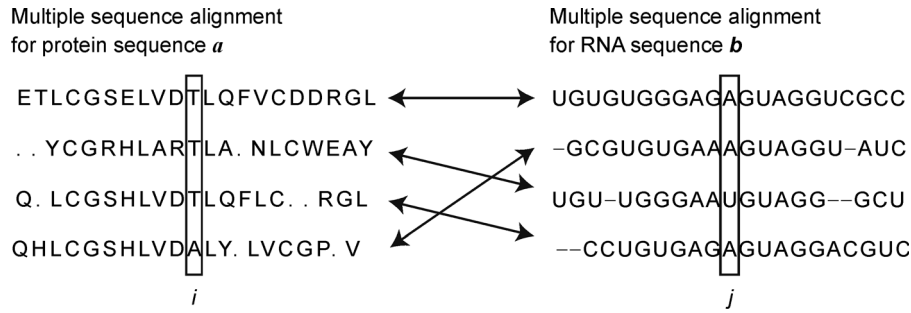 Multiple sequence alignment
for protein sequence a
Multiple sequence alignment
for RNA sequence b
ETLCGSELVDTLQFVCDDRGL
UGUGUGGGAGAGUAGGUCGCC
. . YCGRHLARTLA. NLCWEAY
–GCGUGUGAAAGUAGGU–AUC
Q. LCGSHLVDTLQFLC. . RGL
UGU–UGGGAAUGUAGG––GCU
QHLCGSHLVDALY. LVCGP. V
––CCUGUGAGAGUAGGACGUC
i
j